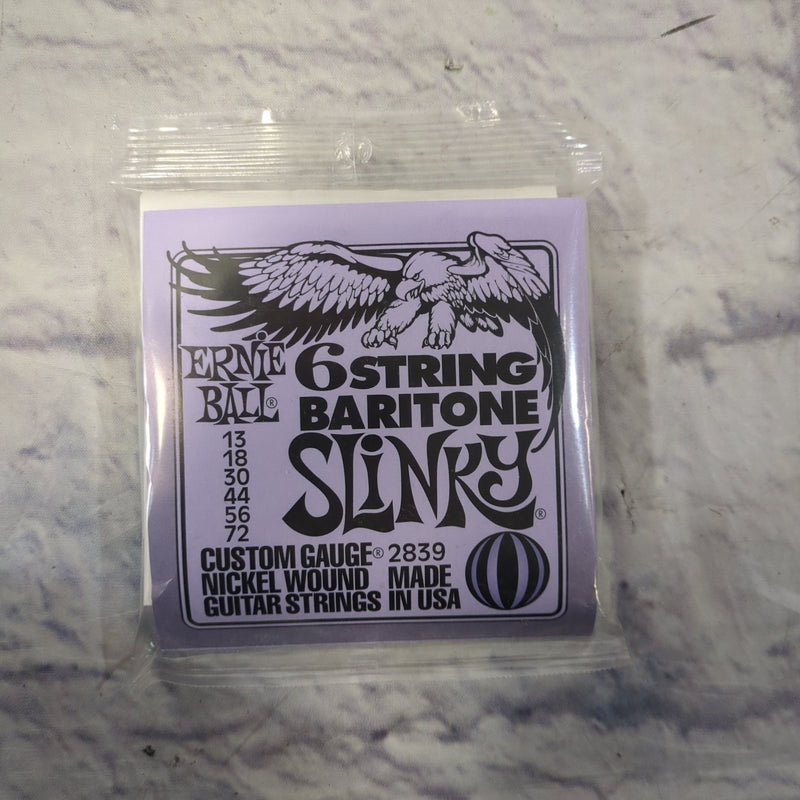 ERNIE
BALL®
6 STRING
BARITONE
SLiNKY®
13
18
30
44
56
72
CUSTOM GAUGE® 2839
NICKEL WOUND MADE
GUITAR STRINGS IN USA